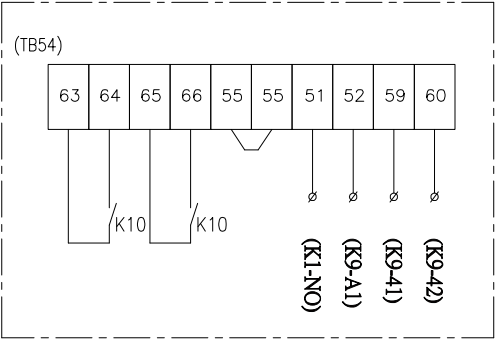 (TB54)
63 64 65 66 55 55 51 52 59 60
K10 K10
(K1-NO)
(K9-A1)
(K9-41)
(K9-42)